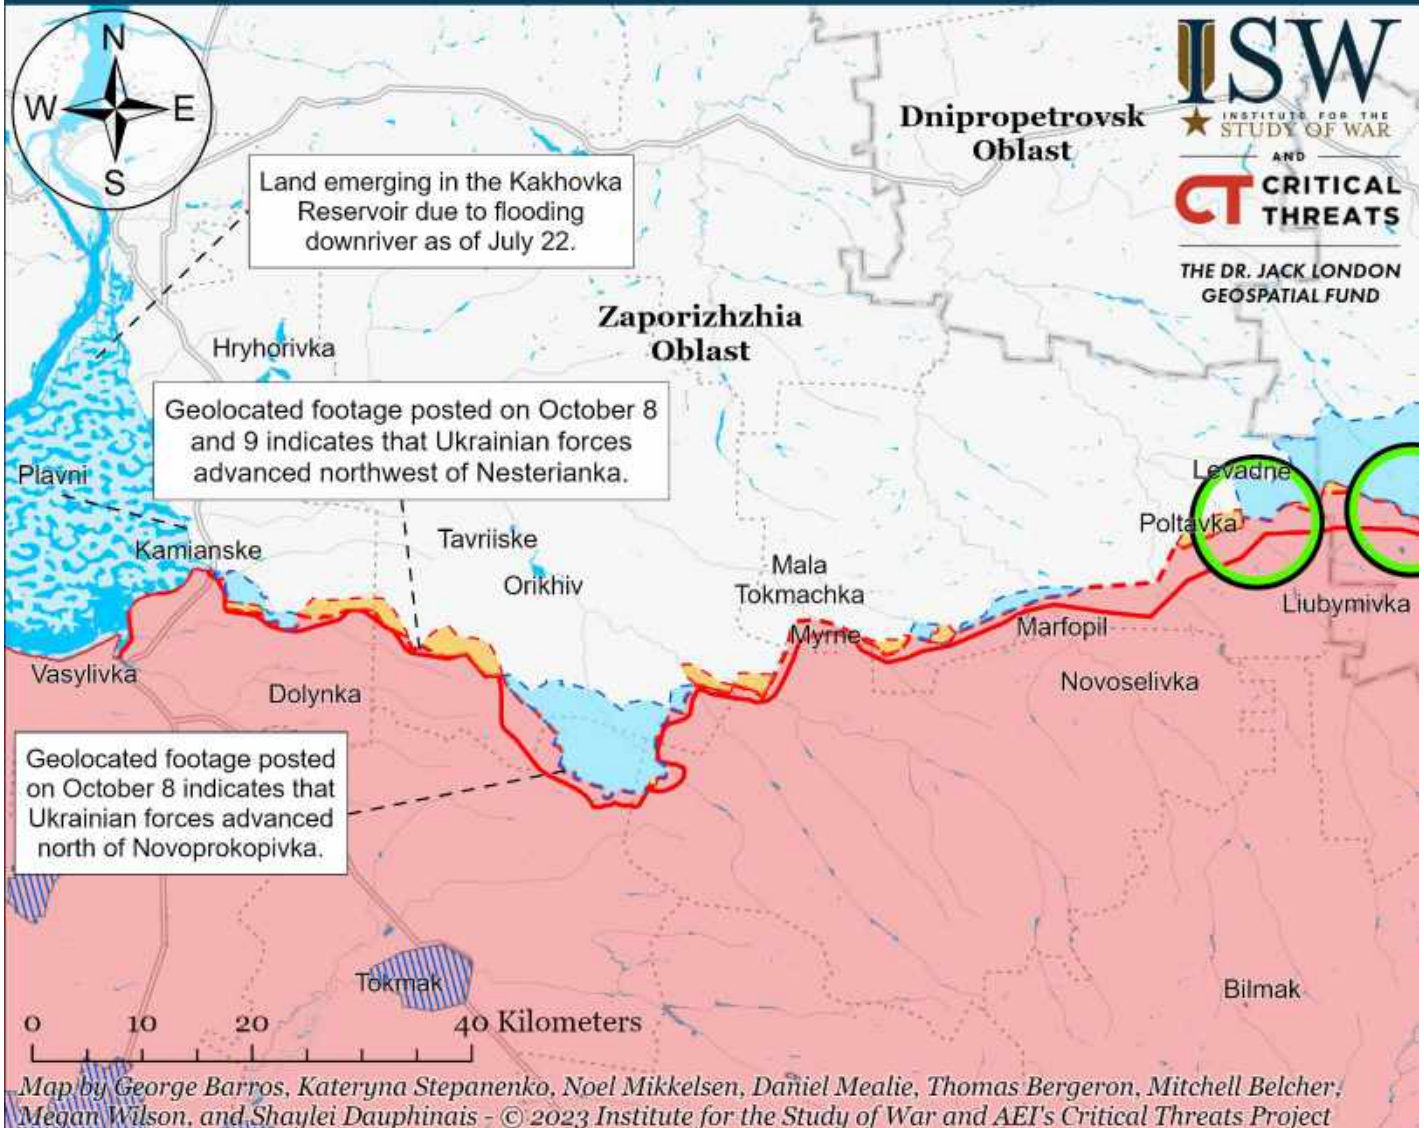 N
W E
S
ISW
INSTITUTE FOR THE
STUDY OF WAR
AND
CT CRITICAL
THREATS
THE DR. JACK LONDON
GEOSPATIAL FUND
Dnipropetrovsk
Oblast
Land emerging in the Kakhovka
Reservoir due to flooding
downriver as of July 22.
Zaporizhzhia
Oblast
Hryhorivka
Geolocated footage posted on October 8
and 9 indicates that Ukrainian forces
advanced northwest of Nesterianka.
Plavni
Levadne
Poltavka
Kamianske
Tavriiske
Orikhiv
Mala
Tokmachka
Myrne
Marfopil
Liubymivka
Vasylivka
Dolynka
Novoselivka
Geolocated footage posted
on October 8 indicates that
Ukrainian forces advanced
north of Novoprokopivka.
Tokmak
Bilmak
0 10 20 40 Kilometers
Map by George Barros, Kateryna Stepanenko, Noel Mikkelsen, Daniel Mealie, Thomas Bergeron, Mitchell Belcher,
Megan Wilson, and Shaylei Dauphinais - © 2023 Institute for the Study of War and AEI's Critical Threats Project